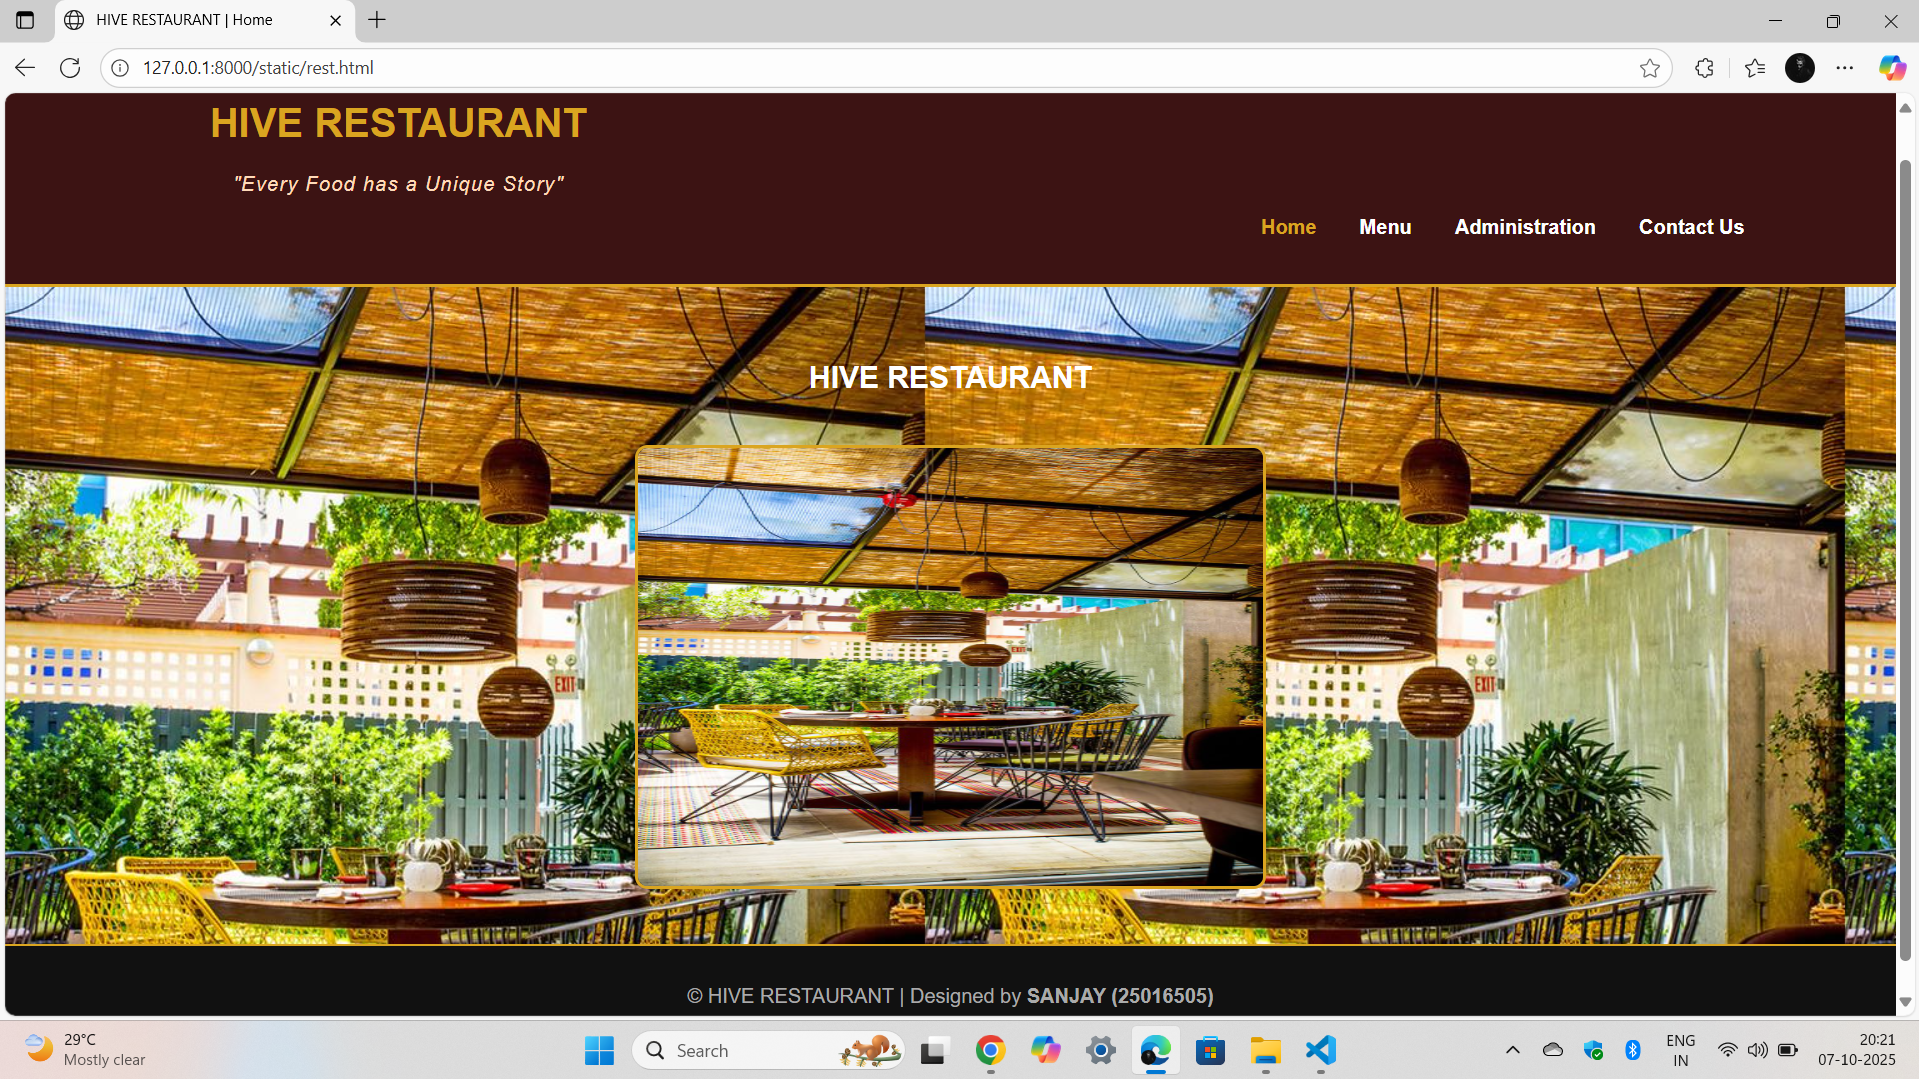 HIVE RESTAURANT | Home
127.0.0.1:8000/static/rest.html
HIVE RESTAURANT
"Every Food has a Unique Story"
Home Menu Administration Contact Us
HIVE RESTAURANT
EXIT
EXIT
EXIT
© HIVE RESTAURANT | Designed by SANJAY (25016505)
29°C
Mostly clear
Search
ENG
IN
20:21
07-10-2025